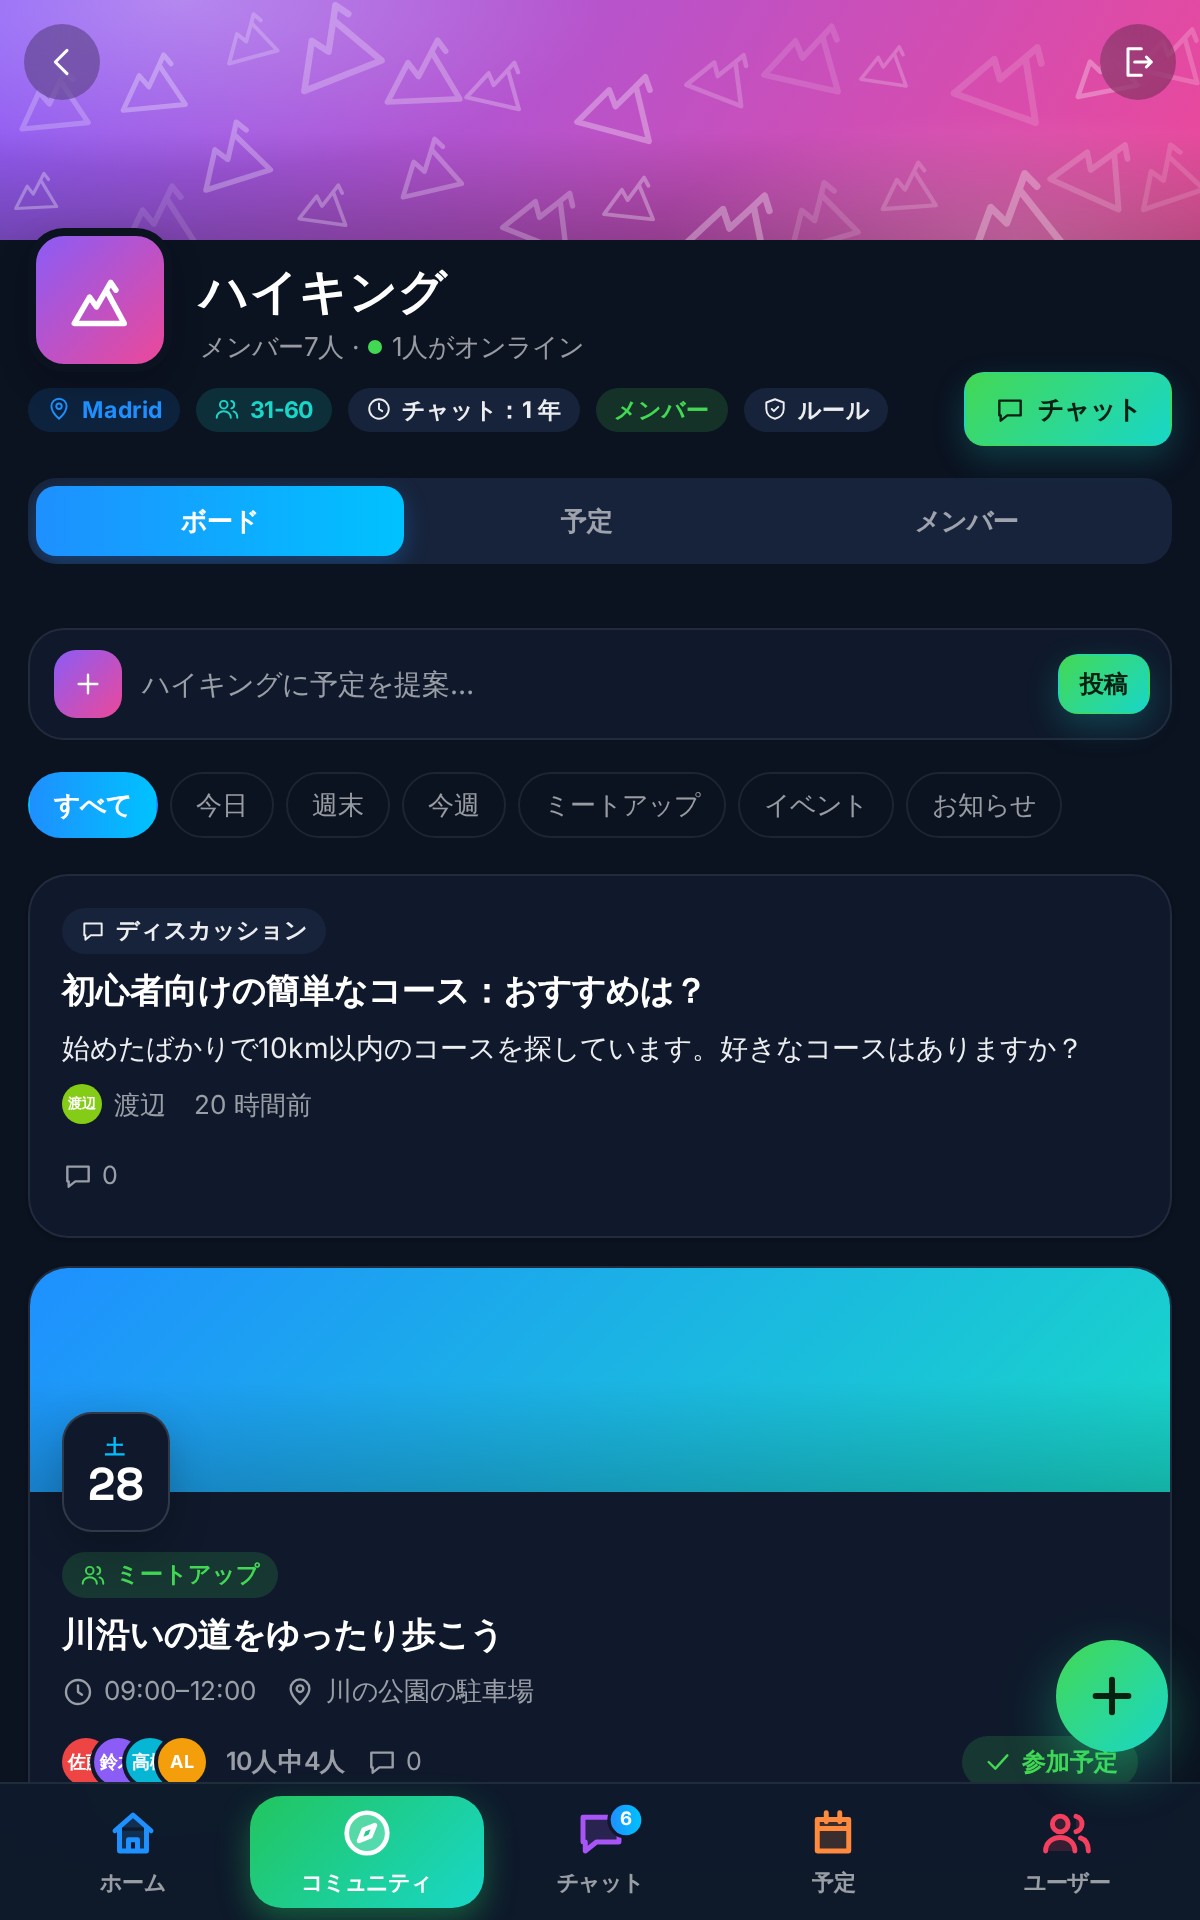 ハイキング
メンバー7人 · 1人がオンライン
Madrid 31-60 チャット：1 年 メンバー ルール チャット
ボード 予定 メンバー
ハイキングに予定を提案... 投稿
すべて 今日 週末 今週 ミートアップ イベント お知らせ
ディスカッション
初心者向けの簡単なコース：おすすめは？
始めたばかりで10km以内のコースを探しています。好きなコースはありますか？
渡辺 渡辺 20 時間前
0
土
28
ミートアップ
川沿いの道をゆったり歩こう
09:00–12:00 川の公園の駐車場
AL 10人中4人 0 参加予定
6
ホーム コミュニティ チャット 予定 ユーザー